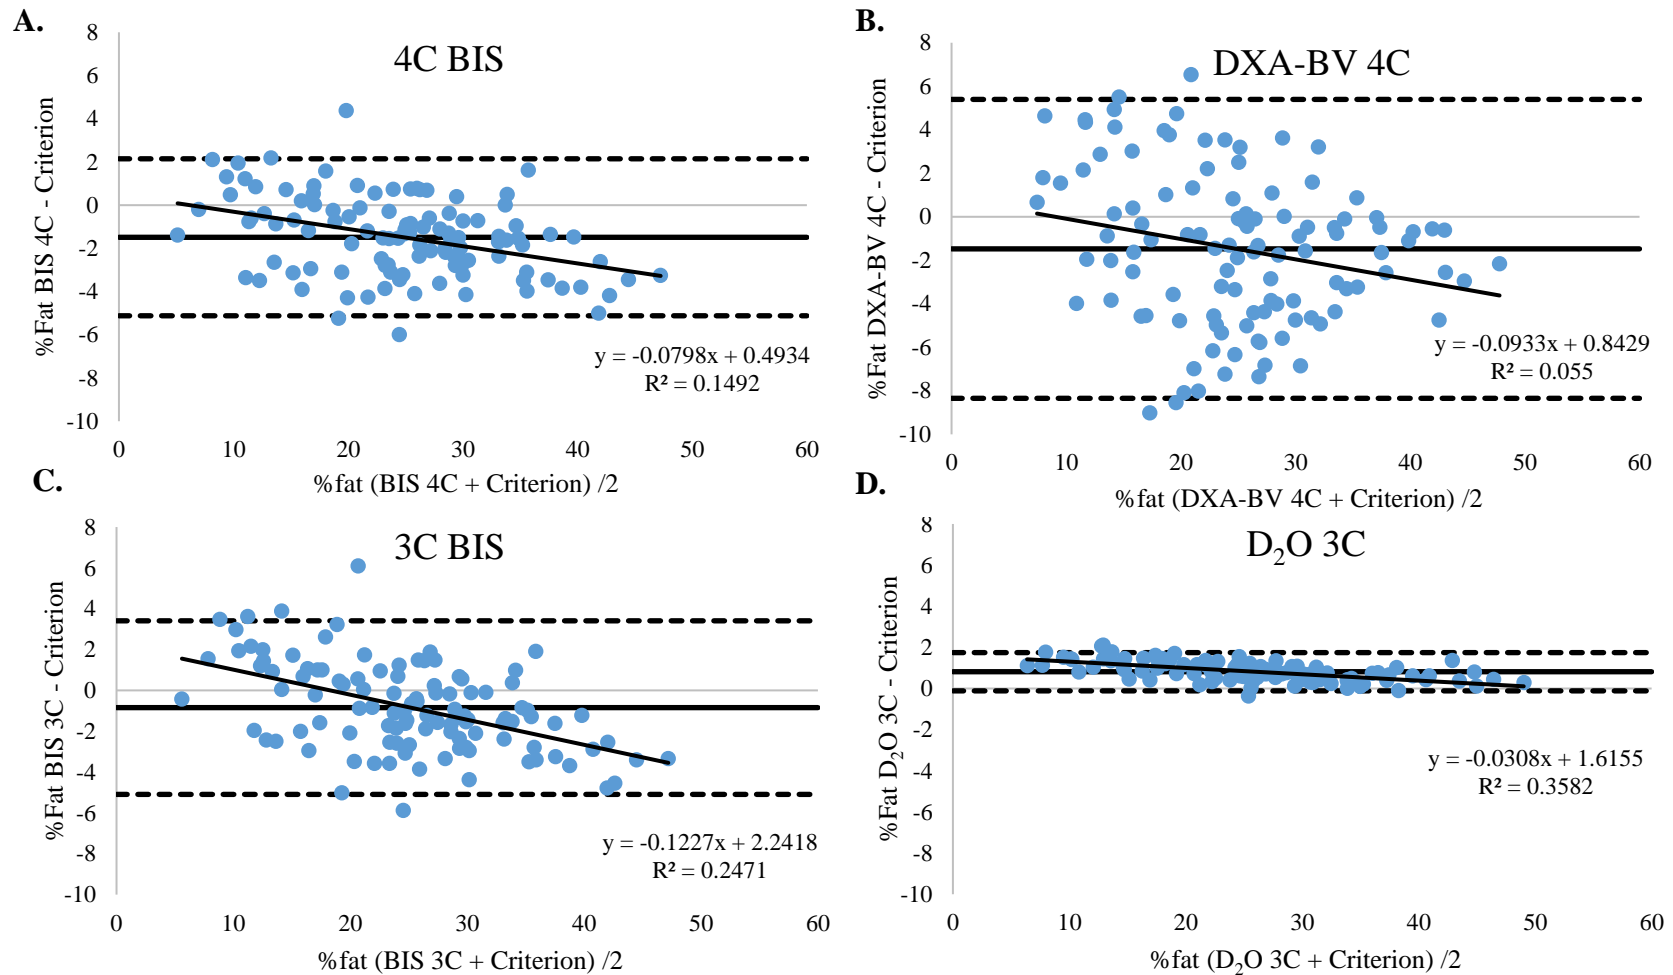 A.
4C BIS
%Fat BIS 4C - Criterion
8
6
4
2
0
-2
-4
-6
-8
-10
y = -0.0798x + 0.4934
R² = 0.1492
0 10 20 30 40 50 60
%fat (BIS 4C + Criterion) /2
B.
DXA-BV 4C
%Fat DXA-BV 4C - Criterion
8
6
4
2
0
-2
-4
-6
-8
-10
y = -0.0933x + 0.8429
R² = 0.055
0 10 20 30 40 50 60
%fat (DXA-BV 4C + Criterion) /2
C.
3C BIS
%Fat BIS 3C - Criterion
8
6
4
2
0
-2
-4
-6
-8
-10
y = -0.1227x + 2.2418
R² = 0.2471
0 10 20 30 40 50 60
%fat (BIS 3C + Criterion) /2
D.
D₂O 3C
%Fat D₂O 3C - Criterion
8
6
4
2
0
-2
-4
-6
-8
-10
y = -0.0308x + 1.6155
R² = 0.3582
0 10 20 30 40 50 60
%fat (D₂O 3C + Criterion) /2